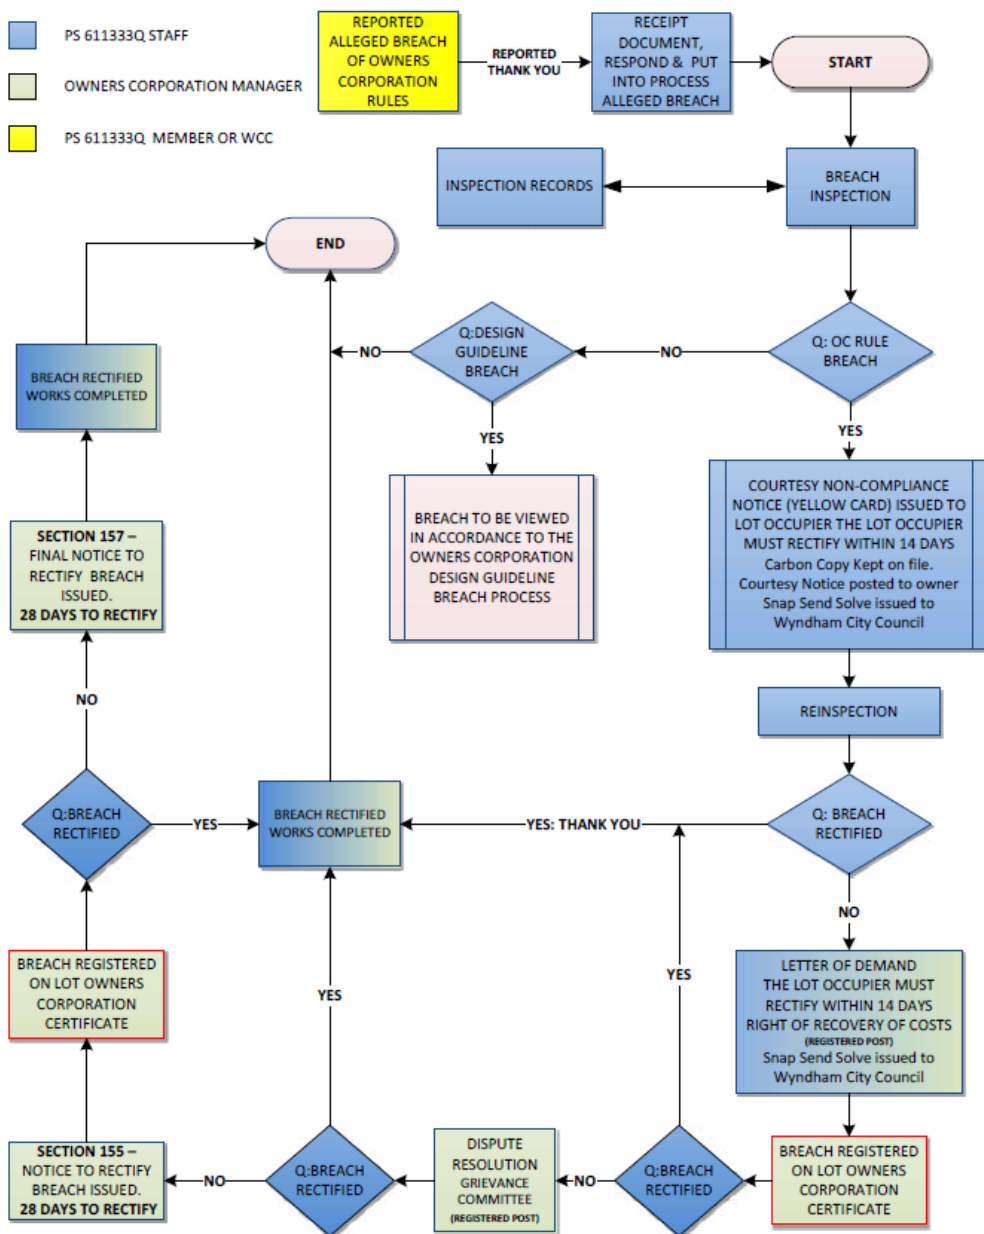 PS 611333Q STAFF
OWNERS CORPORATION MANAGER
PS 611333Q  MEMBER OR WCC
REPORTED
ALLEGED BREACH
OF OWNERS
CORPORATION
RULES
REPORTED
THANK YOU
RECEIPT
DOCUMENT,
RESPOND &  PUT
INTO PROCESS
ALLEGED BREACH
START
INSPECTION RECORDS
BREACH
INSPECTION
END
Q:DESIGN
GUIDELINE
BREACH
NO
NO
Q: OC RULE
BREACH
YES
YES
BREACH RECTIFIED
WORKS COMPLETED
BREACH TO BE VIEWED
IN ACCORDANCE TO THE
OWNERS CORPORATION
DESIGN GUIDELINE
BREACH PROCESS
COURTESY NON-COMPLIANCE
NOTICE (YELLOW CARD) ISSUED TO
LOT OCCUPIER THE LOT OCCUPIER
MUST RECTIFY WITHIN 14 DAYS
Carbon Copy Kept on file.
Courtesy Notice posted to owner
Snap Send Solve issued to
Wyndham City Council
SECTION 157 –
FINAL NOTICE TO
RECTIFY  BREACH
ISSUED.
28 DAYS TO RECTIFY
NO
REINSPECTION
Q:BREACH
RECTIFIED
YES
BREACH RECTIFIED
WORKS COMPLETED
YES: THANK YOU
Q: BREACH
RECTIFIED
NO
BREACH REGISTERED
ON LOT OWNERS
CORPORATION
CERTIFICATE
YES
YES
LETTER OF DEMAND
THE LOT OCCUPIER MUST
RECTIFY WITHIN 14 DAYS
RIGHT OF RECOVERY OF COSTS
(REGISTERED POST)
Snap Send Solve issued to
Wyndham City Council
SECTION 155 –
NOTICE TO RECTIFY
BREACH ISSUED.
28 DAYS TO RECTIFY
NO
Q:BREACH
RECTIFIED
DISPUTE
RESOLUTION
GRIEVANCE
COMMITTEE
(REGISTERED POST)
NO
Q:BREACH
RECTIFIED
BREACH REGISTERED
ON LOT OWNERS
CORPORATION
CERTIFICATE